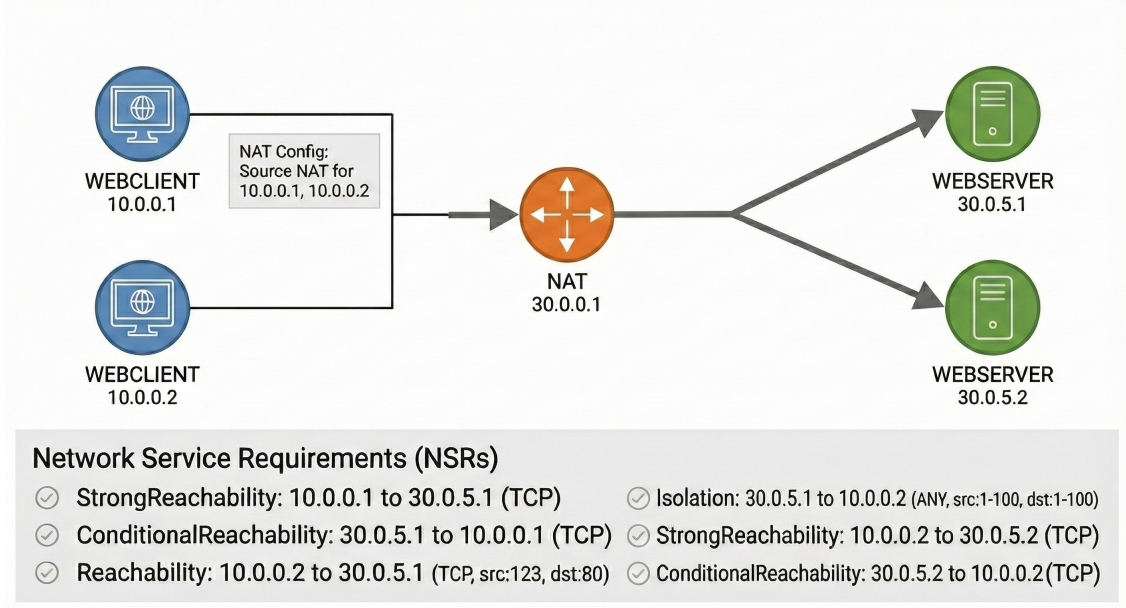 WEBCLIENT
10.0.0.1
NAT Config:
Source NAT for
10.0.0.1, 10.0.0.2
WEBCLIENT
10.0.0.2
NAT
30.0.0.1
WEBSERVER
30.0.5.1
WEBSERVER
30.0.5.2
Network Service Requirements (NSRs)
StrongReachability: 10.0.0.1 to 30.0.5.1 (TCP)
ConditionalReachability: 30.0.5.1 to 10.0.0.1 (TCP)
Reachability: 10.0.0.2 to 30.0.5.1 (TCP, src:123, dst:80)
Isolation: 30.0.5.1 to 10.0.0.2 (ANY, src:1-100, dst:1-100)
StrongReachability: 10.0.0.2 to 30.0.5.2 (TCP)
ConditionalReachability: 30.0.5.2 to 10.0.0.2(TCP)